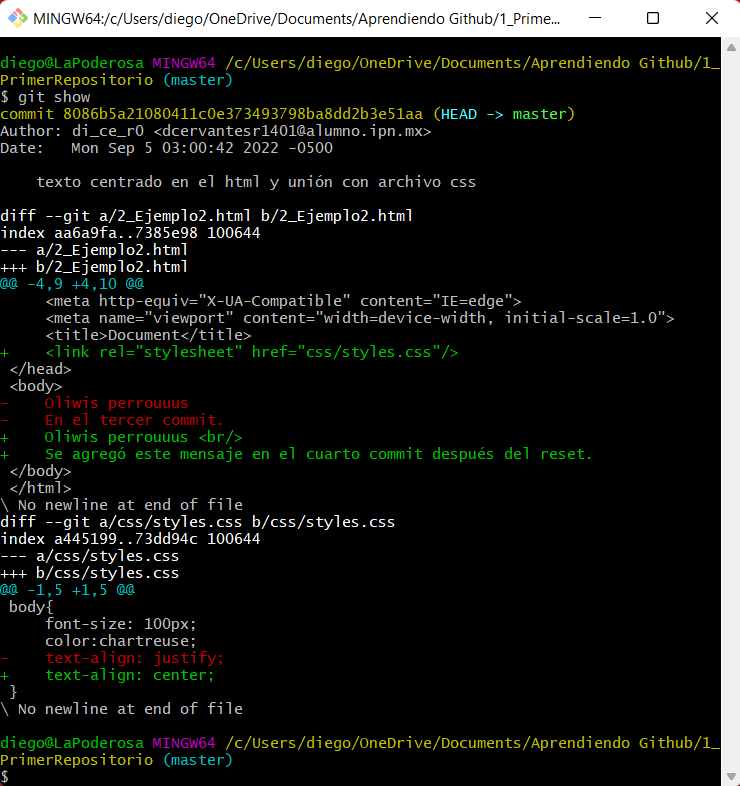 MINGW64:/c/Users/diego/OneDrive/Documents/Aprendiendo Github/1_Prime...
diego@LaPoderosa MINGW64 /c/Users/diego/OneDrive/Documents/Aprendiendo Github/1_
PrimerRepositorio (master)
$ git show
commit 8086b5a21080411c0e373493798ba8dd2b3e51aa (HEAD -> master)
Author: di_ce_r0 <dcervantesr1401@alumno.ipn.mx>
Date:   Mon Sep 5 03:00:42 2022 -0500
    texto centrado en el html y unión con archivo css
diff --git a/2_Ejemplo2.html b/2_Ejemplo2.html
index aa6a9fa..7385e98 100644
--- a/2_Ejemplo2.html
+++ b/2_Ejemplo2.html
@@ -4,9 +4,10 @@
     <meta http-equiv="X-UA-Compatible" content="IE=edge">
     <meta name="viewport" content="width=device-width, initial-scale=1.0">
     <title>Document</title>
+    <link rel="stylesheet" href="css/styles.css"/>
 </head>
 <body>
-    Oliwis perrouuus
-    En el tercer commit.
+    Oliwis perrouuus <br/>
+    Se agregó este mensaje en el cuarto commit después del reset.
 </body>
 </html>
\ No newline at end of file
diff --git a/css/styles.css b/css/styles.css
index a445199..73dd94c 100644
--- a/css/styles.css
+++ b/css/styles.css
@@ -1,5 +1,5 @@
 body{
     font-size: 100px;
     color:chartreuse;
-    text-align: justify;
+    text-align: center;
 }
\ No newline at end of file
diego@LaPoderosa MINGW64 /c/Users/diego/OneDrive/Documents/Aprendiendo Github/1_
PrimerRepositorio (master)
$